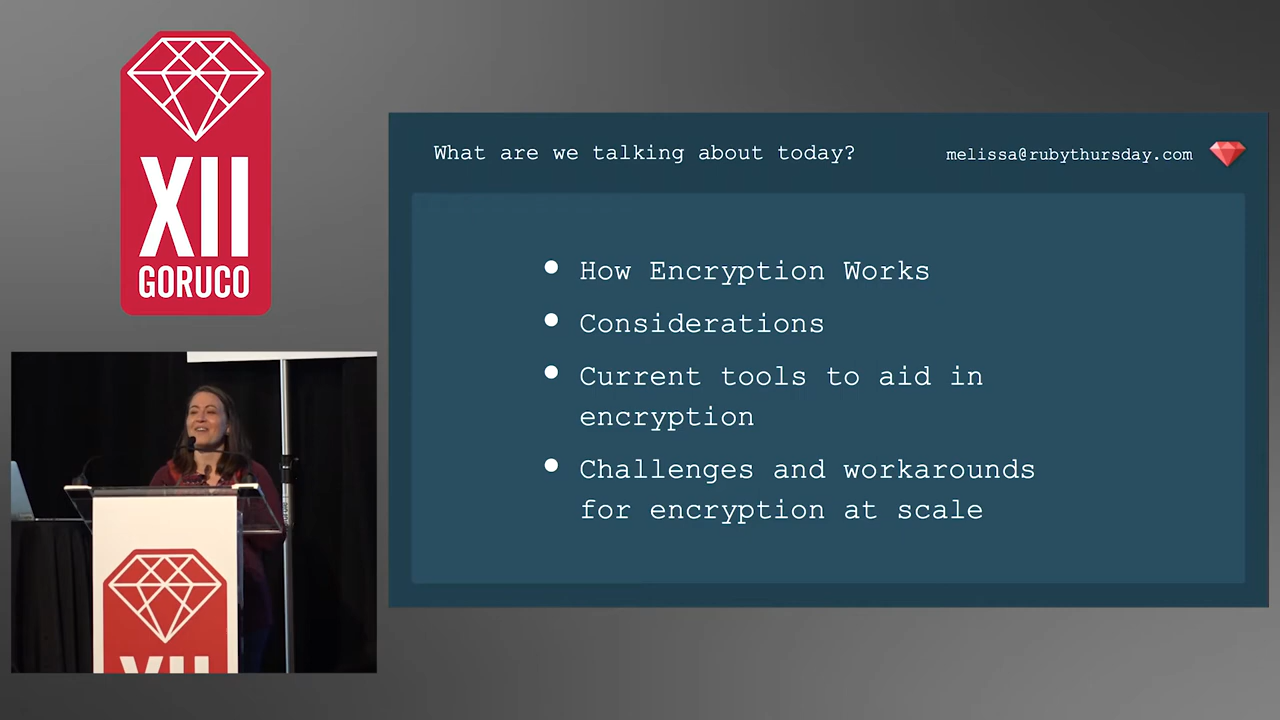 XII
GORUCO
What are we talking about today?
melissa@rubythursday.com
• How Encryption Works
• Considerations
• Current tools to aid in
encryption
• Challenges and workarounds
for encryption at scale
XII